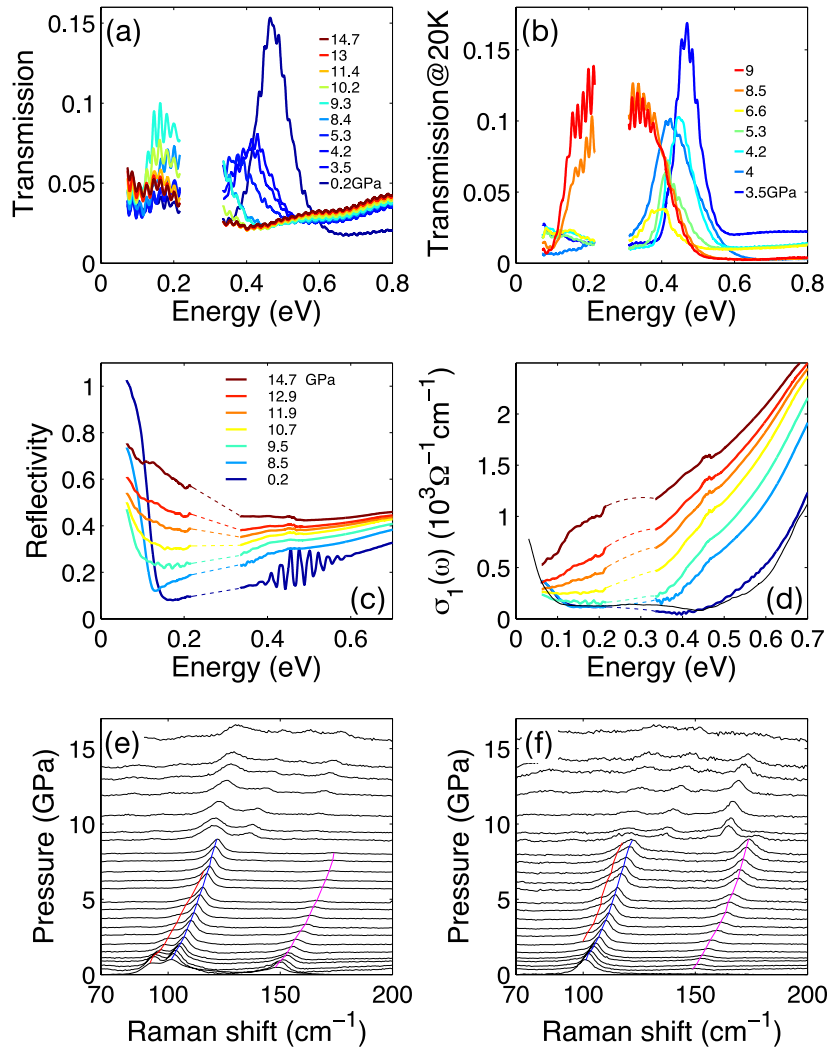 (a)
Transmission
0.15
0.1
0.05
0
14.7
13
11.4
10.2
9.3
8.4
5.3
4.2
3.5
0.2GPa
0 0.2 0.4 0.6 0.8
Energy (eV)
(b)
Transmission@20K
0.15
0.1
0.05
0
9
8.5
6.6
5.3
4.2
4
3.5GPa
0 0.2 0.4 0.6 0.8
Energy (eV)
Reflectivity
1
0.8
0.6
0.4
0.2
0
14.7 GPa
12.9
11.9
10.7
9.5
8.5
0.2
(c)
0 0.2 0.4 0.6
Energy (eV)
σ₁(ω) (10³Ω⁻¹cm⁻¹)
2
1.5
1
0.5
0
(d)
0 0.1 0.2 0.3 0.4 0.5 0.6 0.7
Energy (eV)
(e)
Pressure (GPa)
15
10
5
0
70 100 150 200
Raman shift (cm⁻¹)
(f)
Pressure (GPa)
15
10
5
0
70 100 150 200
Raman shift (cm⁻¹)